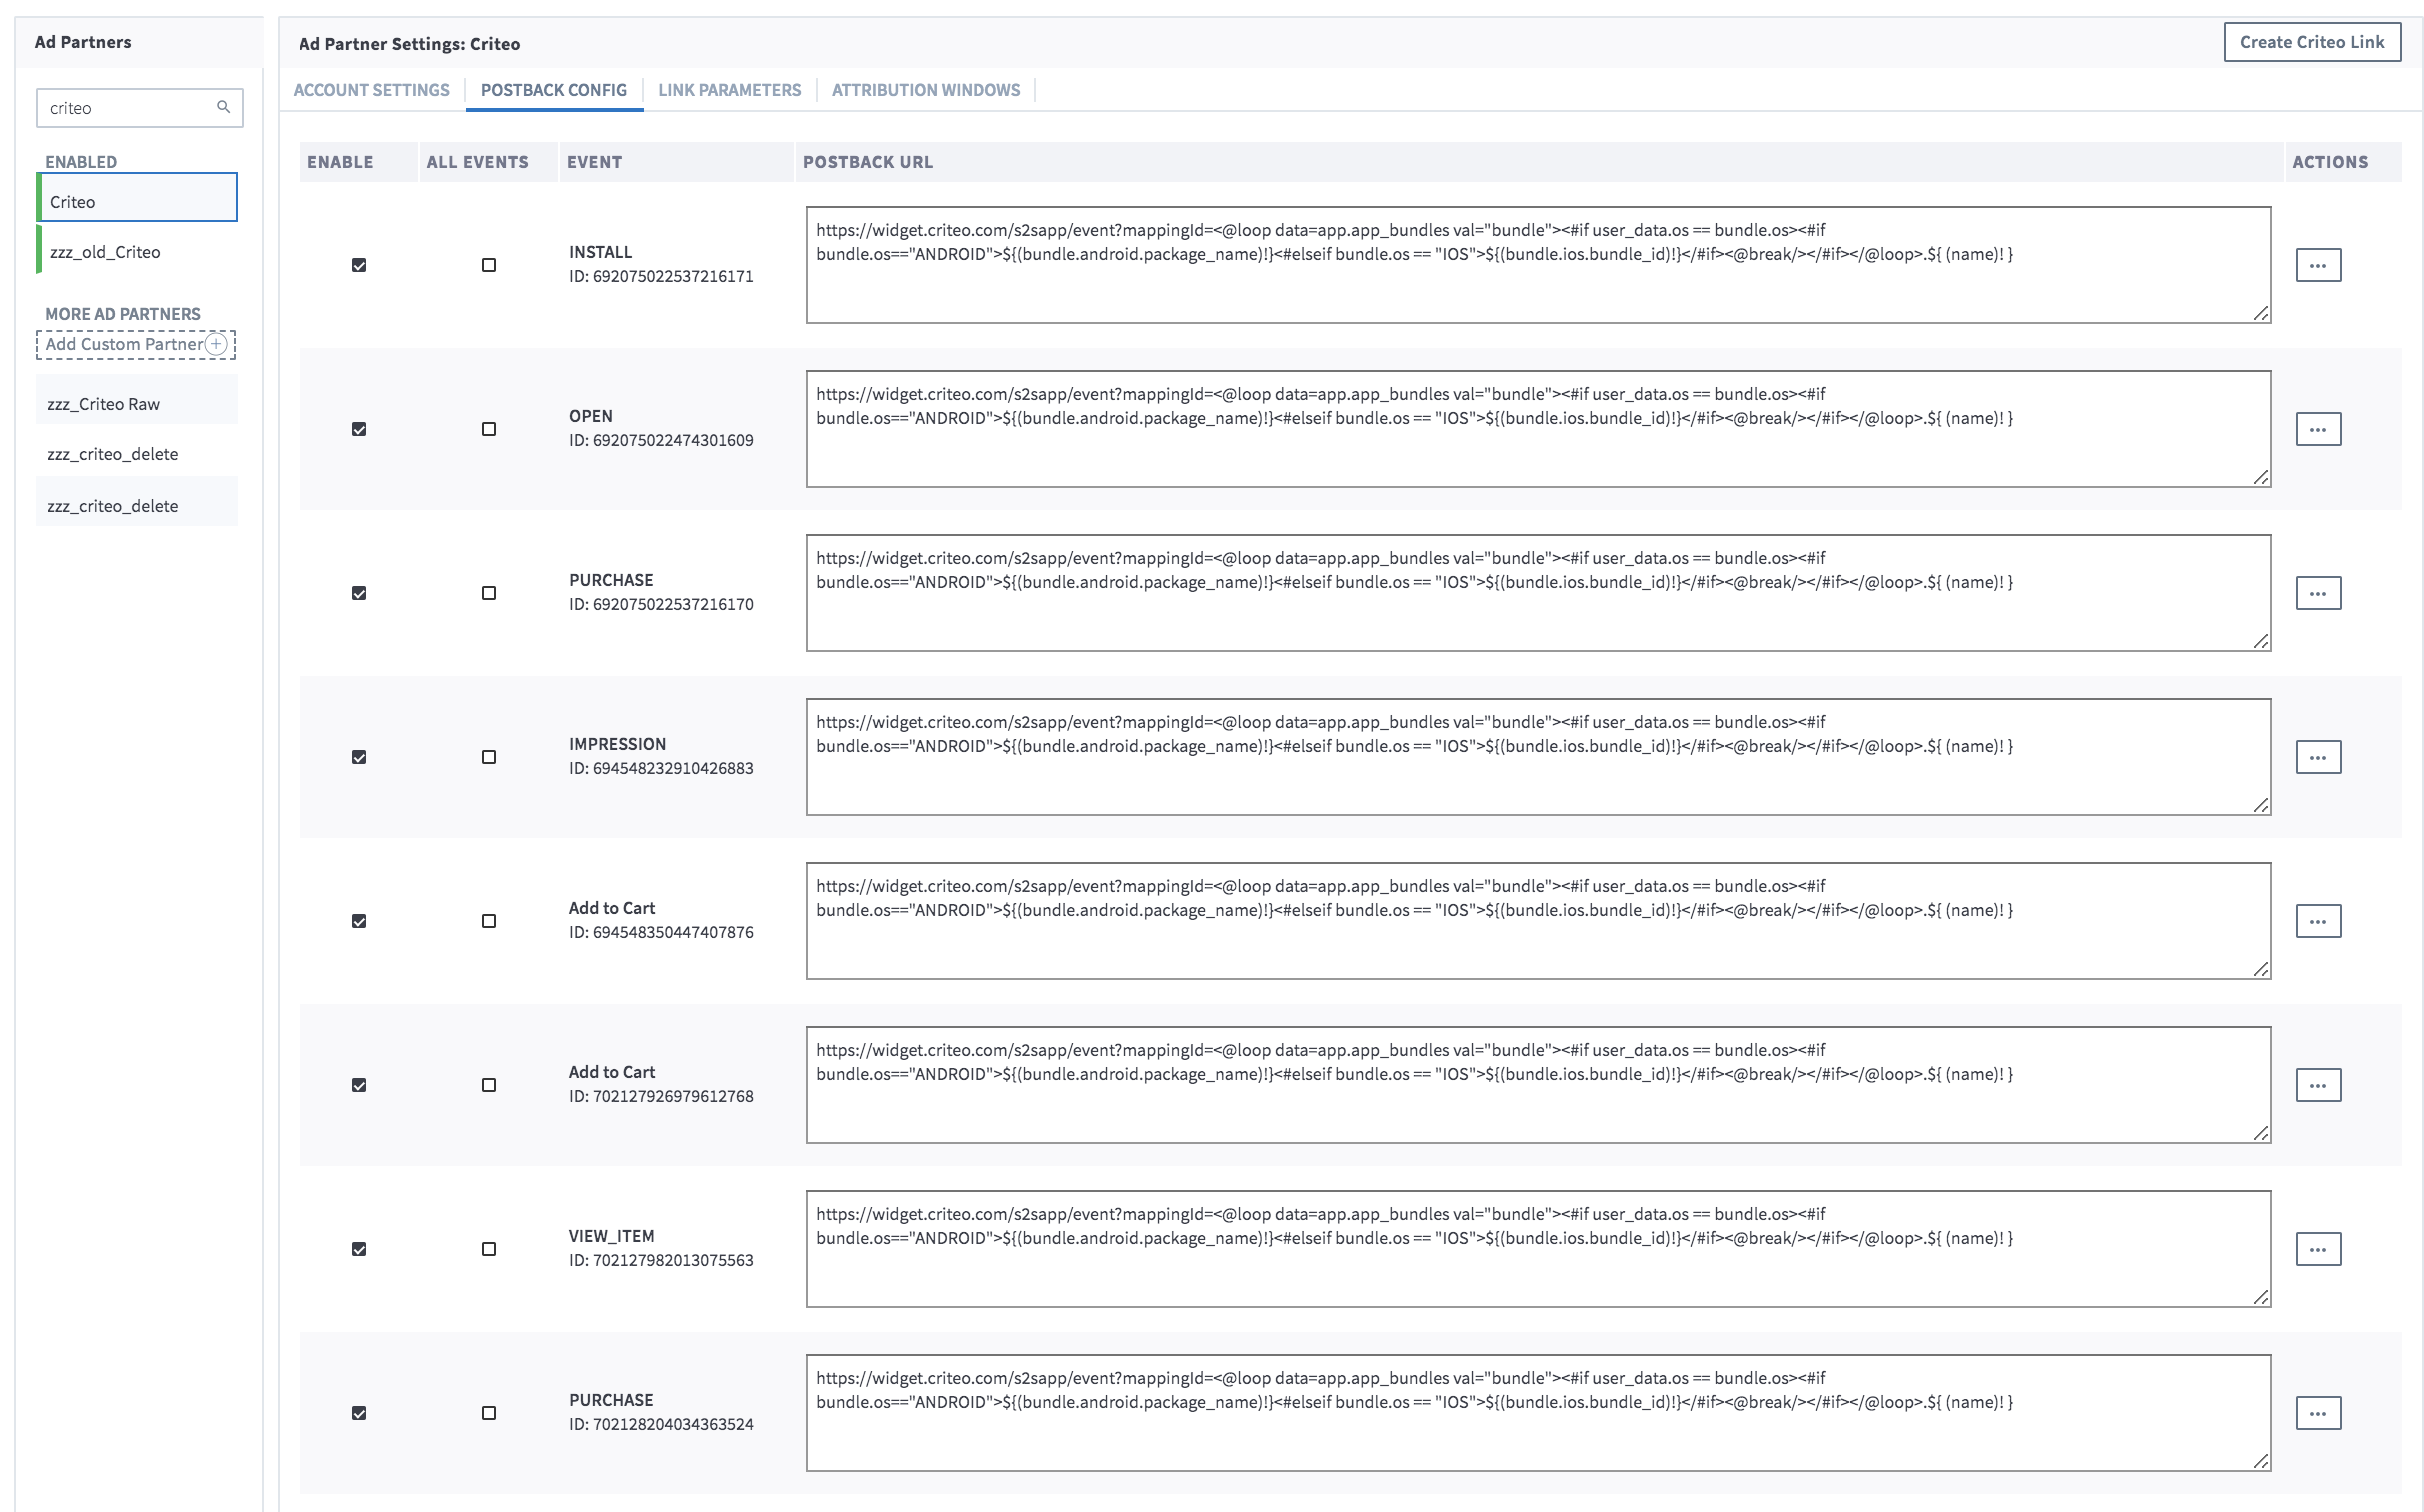 Ad Partners
criteo
ENABLED
Criteo
zzz_old_Criteo
MORE AD PARTNERS
Add Custom Partner
zzz_Criteo Raw
zzz_criteo_delete
zzz_criteo_delete
Ad Partner Settings: Criteo
Create Criteo Link
ACCOUNT SETTINGS
POSTBACK CONFIG
LINK PARAMETERS
ATTRIBUTION WINDOWS
ENABLE
ALL EVENTS
EVENT
POSTBACK URL
ACTIONS
INSTALL
ID: 692075022537216171
https://widget.criteo.com/s2sapp/event?mappingId=<@loop data=app.app_bundles val="bundle"><#if user_data.os == bundle.os><#if
bundle.os=="ANDROID">${(bundle.android.package_name)!}<#elseif bundle.os == "IOS">${(bundle.ios.bundle_id)!}</#if><@break/></#if></@loop>.${ (name)! }
OPEN
ID: 692075022474301609
https://widget.criteo.com/s2sapp/event?mappingId=<@loop data=app.app_bundles val="bundle"><#if user_data.os == bundle.os><#if
bundle.os=="ANDROID">${(bundle.android.package_name)!}<#elseif bundle.os == "IOS">${(bundle.ios.bundle_id)!}</#if><@break/></#if></@loop>.${ (name)! }
PURCHASE
ID: 692075022537216170
https://widget.criteo.com/s2sapp/event?mappingId=<@loop data=app.app_bundles val="bundle"><#if user_data.os == bundle.os><#if
bundle.os=="ANDROID">${(bundle.android.package_name)!}<#elseif bundle.os == "IOS">${(bundle.ios.bundle_id)!}</#if><@break/></#if></@loop>.${ (name)! }
IMPRESSION
ID: 694548232910426883
https://widget.criteo.com/s2sapp/event?mappingId=<@loop data=app.app_bundles val="bundle"><#if user_data.os == bundle.os><#if
bundle.os=="ANDROID">${(bundle.android.package_name)!}<#elseif bundle.os == "IOS">${(bundle.ios.bundle_id)!}</#if><@break/></#if></@loop>.${ (name)! }
Add to Cart
ID: 694548350447407876
https://widget.criteo.com/s2sapp/event?mappingId=<@loop data=app.app_bundles val="bundle"><#if user_data.os == bundle.os><#if
bundle.os=="ANDROID">${(bundle.android.package_name)!}<#elseif bundle.os == "IOS">${(bundle.ios.bundle_id)!}</#if><@break/></#if></@loop>.${ (name)! }
Add to Cart
ID: 702127926979612768
https://widget.criteo.com/s2sapp/event?mappingId=<@loop data=app.app_bundles val="bundle"><#if user_data.os == bundle.os><#if
bundle.os=="ANDROID">${(bundle.android.package_name)!}<#elseif bundle.os == "IOS">${(bundle.ios.bundle_id)!}</#if><@break/></#if></@loop>.${ (name)! }
VIEW_ITEM
ID: 702127982013075563
https://widget.criteo.com/s2sapp/event?mappingId=<@loop data=app.app_bundles val="bundle"><#if user_data.os == bundle.os><#if
bundle.os=="ANDROID">${(bundle.android.package_name)!}<#elseif bundle.os == "IOS">${(bundle.ios.bundle_id)!}</#if><@break/></#if></@loop>.${ (name)! }
PURCHASE
ID: 702128204034363524
https://widget.criteo.com/s2sapp/event?mappingId=<@loop data=app.app_bundles val="bundle"><#if user_data.os == bundle.os><#if
bundle.os=="ANDROID">${(bundle.android.package_name)!}<#elseif bundle.os == "IOS">${(bundle.ios.bundle_id)!}</#if><@break/></#if></@loop>.${ (name)! }